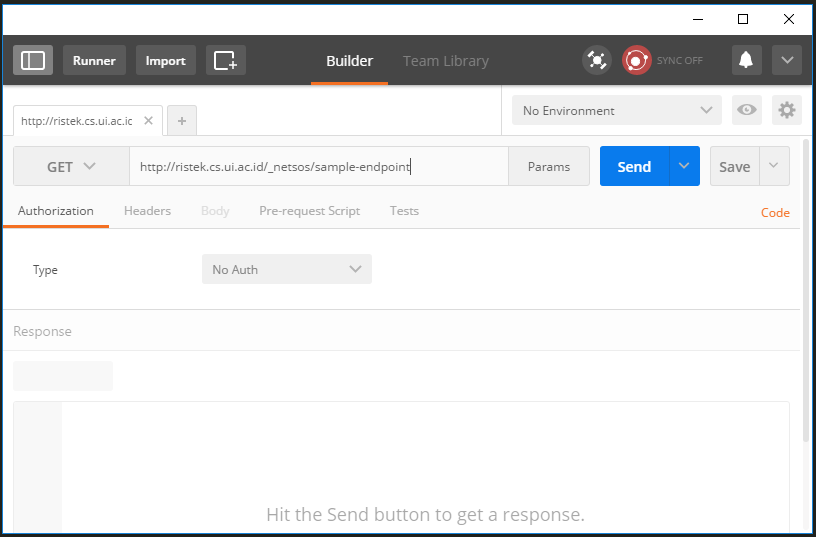 Runner Import Builder Team Library SYNC OFF
http://ristek.cs.ui.ac.ic No Environment
GET http://ristek.cs.ui.ac.id/_netsos/sample-endpoint Params Send Save
Authorization Headers Body Pre-request Script Tests Code
Type No Auth
Response
Hit the Send button to get a response.